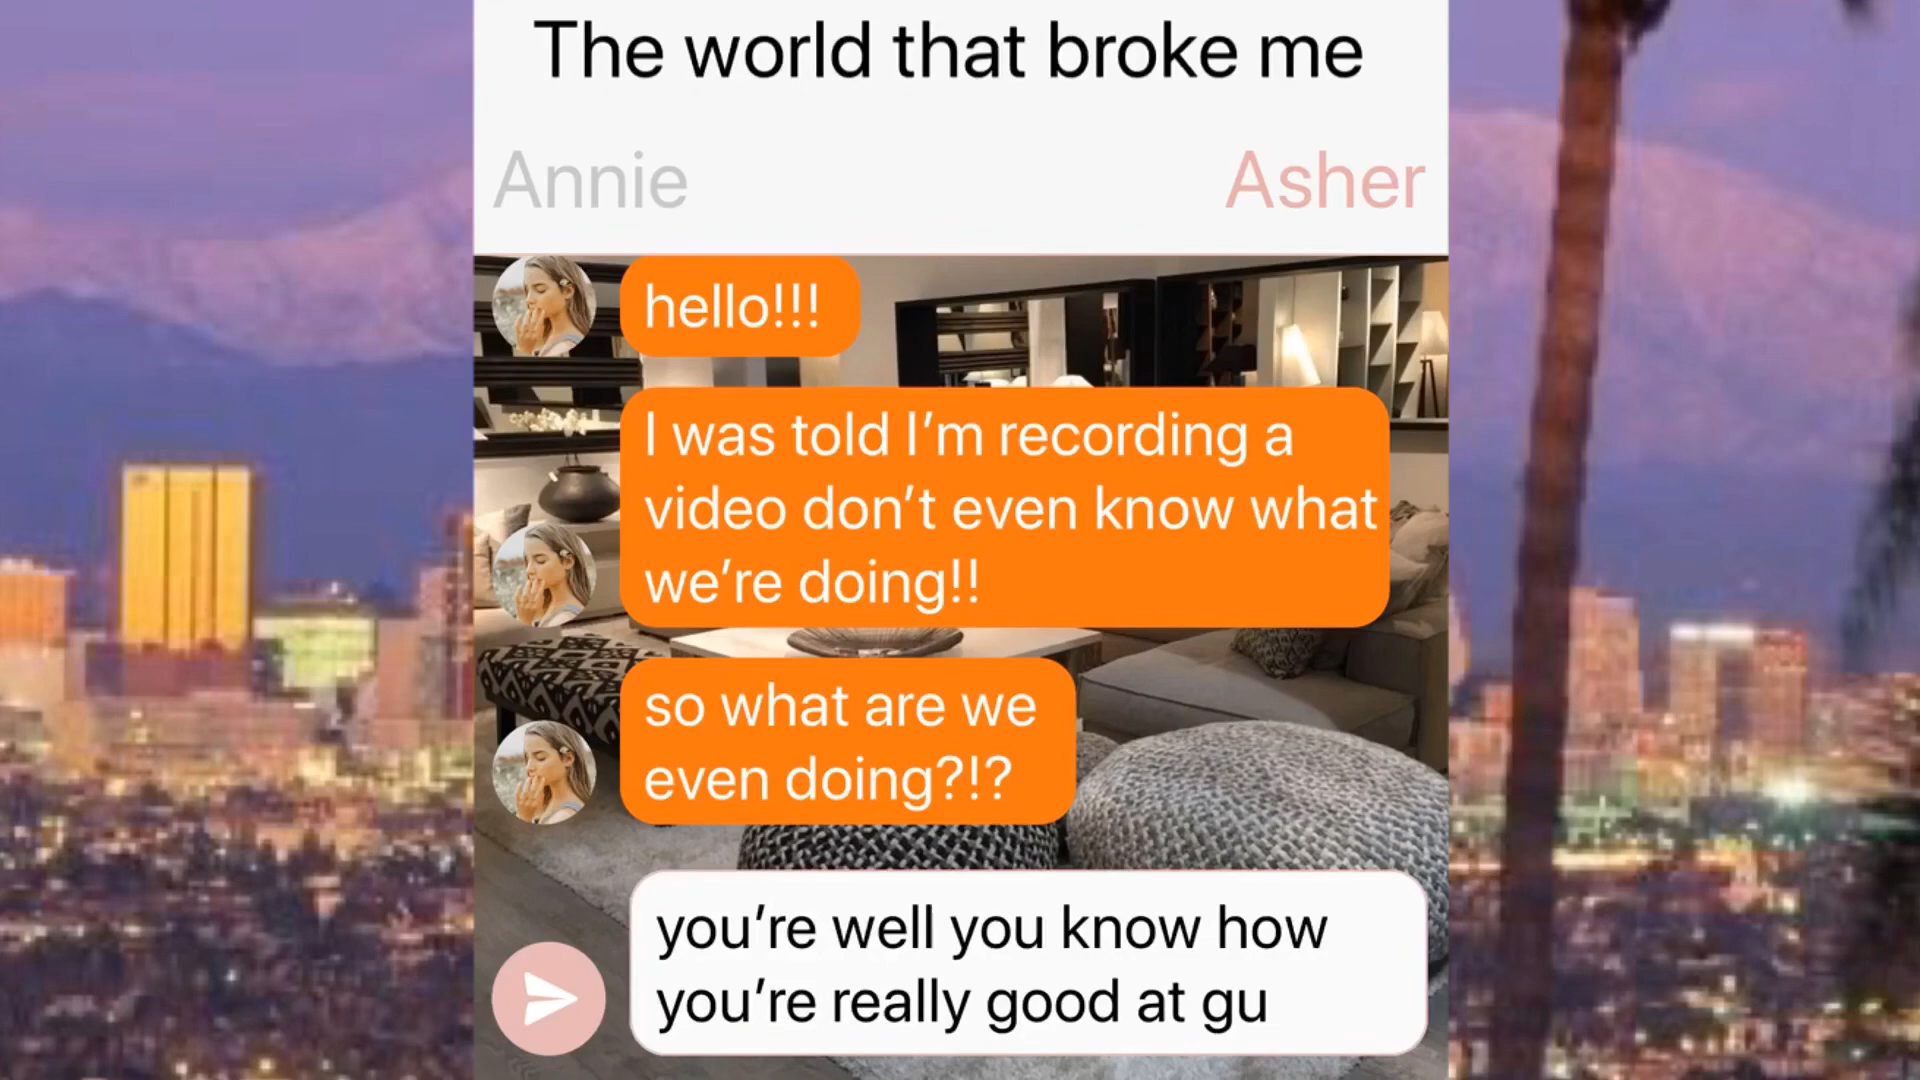 The world that broke me
Annie
Asher
hello!!!
I was told I’m recording a
video don’t even know what
we’re doing!!
so what are we
even doing?!?
you’re well you know how
you’re really good at gu